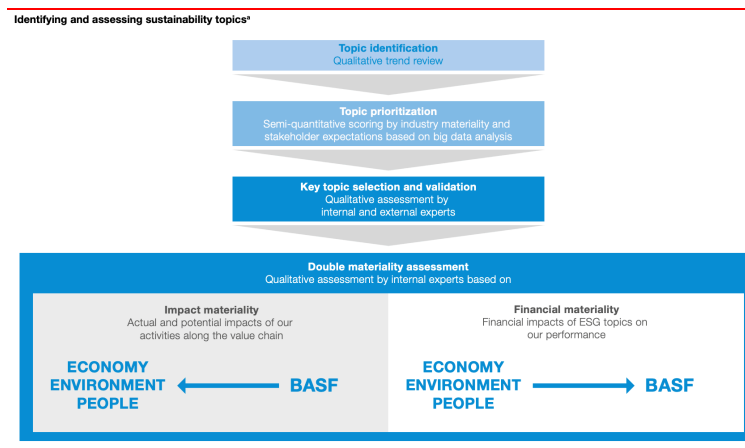 Identifying and assessing sustainability topicsª
Topic identification
Qualitative trend review
Topic prioritization
Semi-quantitative scoring by industry materiality and
stakeholder expectations based on big data analysis
Key topic selection and validation
Qualitative assessment by
internal and external experts
Double materiality assessment
Qualitative assessment by internal experts based on
Impact materiality
Actual and potential impacts of our
activities along the value chain
ECONOMY
ENVIRONMENT
PEOPLE
BASF
Financial materiality
Financial impacts of ESG topics on
our performance
ECONOMY
ENVIRONMENT
PEOPLE
BASF